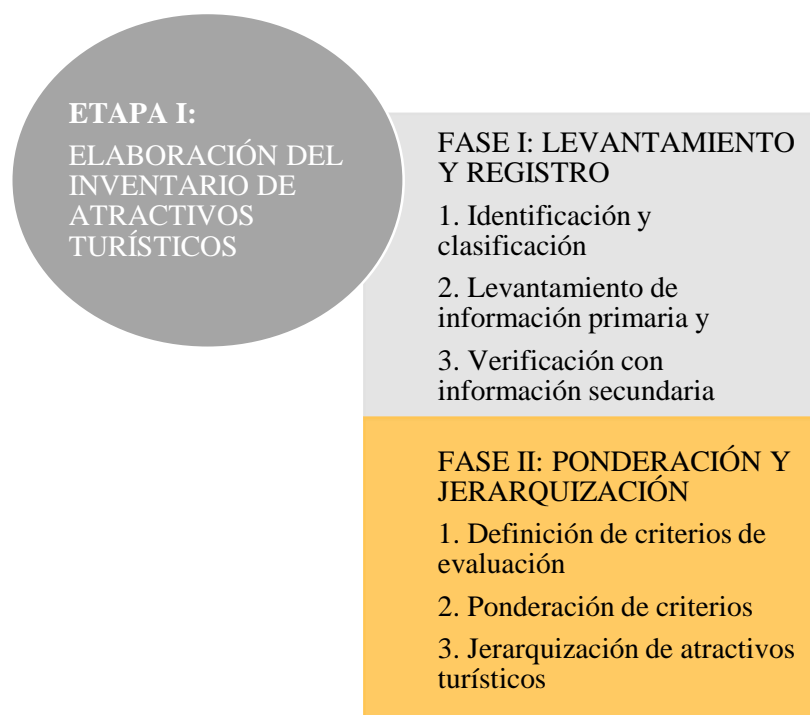 ETAPA I:
ELABORACIÓN DEL
INVENTARIO DE
ATRACTIVOS
TURÍSTICOS
FASE I: LEVANTAMIENTO
Y REGISTRO
1. Identificación y
clasificación
2. Levantamiento de
información primaria y
3. Verificación con
información secundaria
FASE II: PONDERACIÓN Y
JERARQUIZACIÓN
1. Definición de criterios de
evaluación
2. Ponderación de criterios
3. Jerarquización de atractivos
turísticos